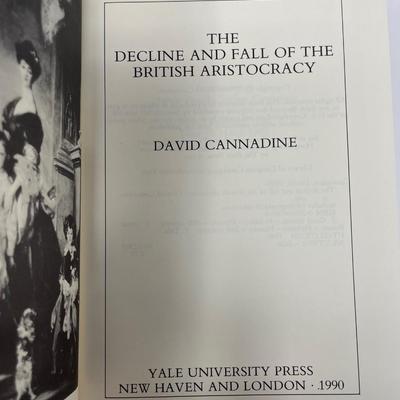 THE
DECLINE AND FALL OF THE
BRITISH ARISTOCRACY
DAVID CANNADINE
YALE UNIVERSITY PRESS
NEW HAVEN AND LONDON · 1990